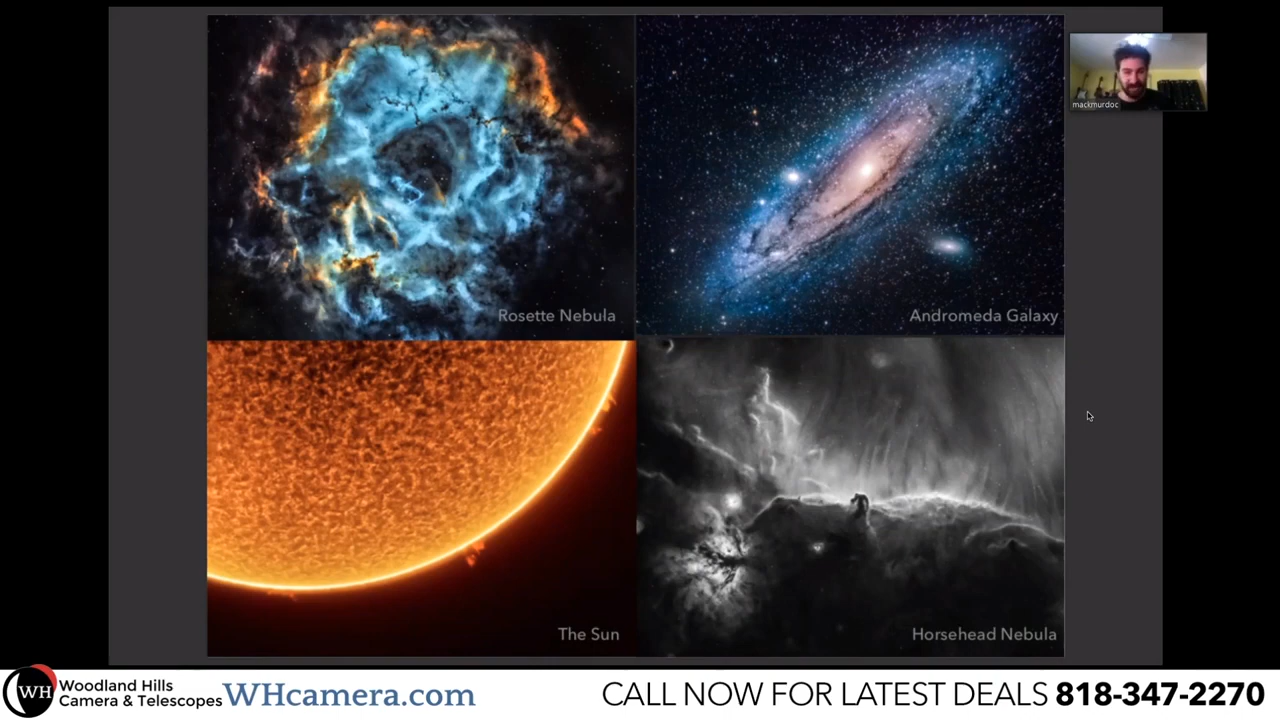 mackmurdoc
Rosette Nebula
Andromeda Galaxy
The Sun
Horsehead Nebula
WH
Woodland Hills
Camera & Telescopes
WHcamera.com
CALL NOW FOR LATEST DEALS 818-347-2270